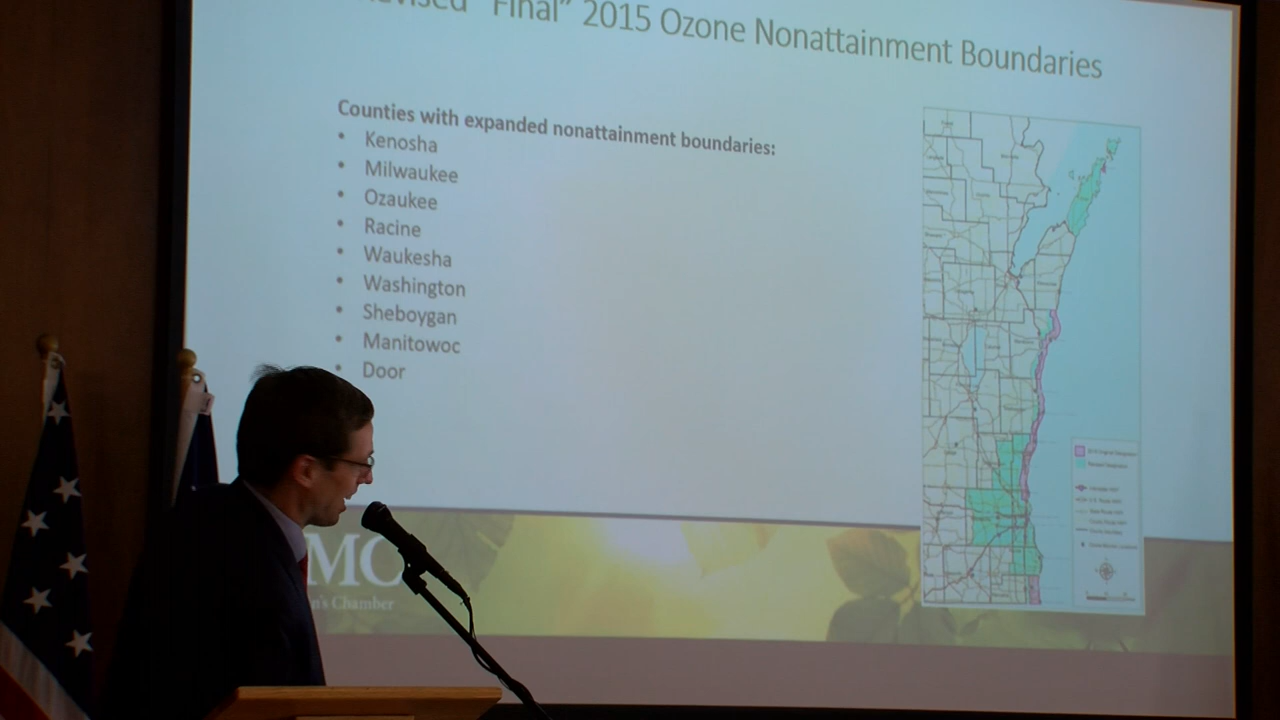 “Final” 2015 Ozone Nonattainment Boundaries
Counties with expanded nonattainment boundaries:
• Kenosha
• Milwaukee
• Ozaukee
• Racine
• Waukesha
• Washington
• Sheboygan
• Manitowoc
• Door
MC
n's Chamber